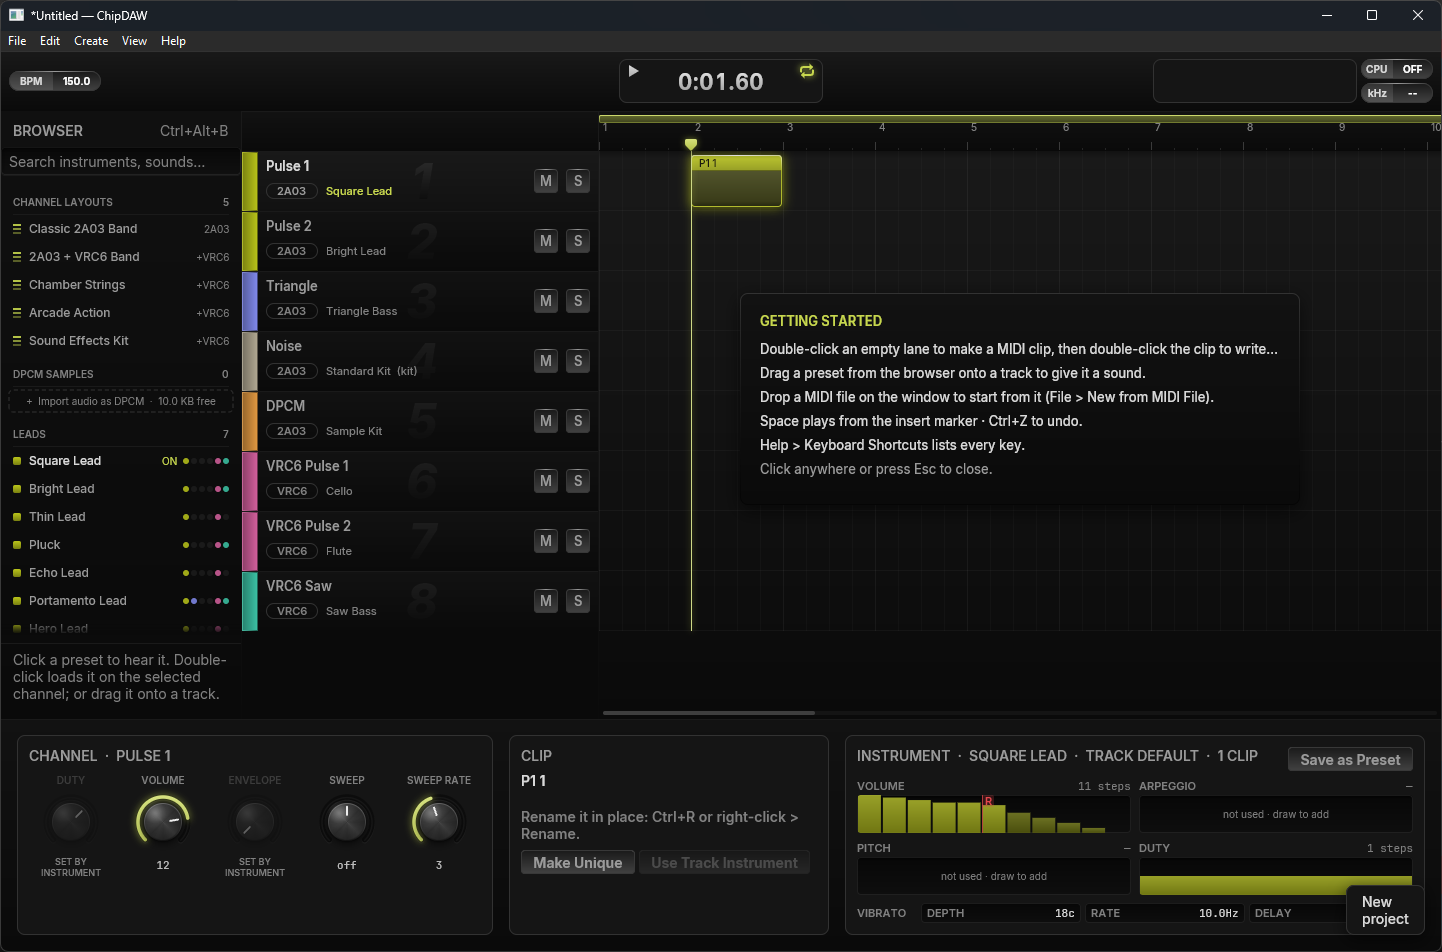 *Untitled — ChipDAW
File Edit Create View Help
BPM 150.0
0:01.60
CPU OFF
kHz --
BROWSER Ctrl+Alt+B
Search instruments, sounds...
CHANNEL LAYOUTS 5
Classic 2A03 Band 2A03
2A03 + VRC6 Band +VRC6
Chamber Strings +VRC6
Arcade Action +VRC6
Sound Effects Kit +VRC6
DPCM SAMPLES 0
+ Import audio as DPCM · 10.0 KB free
LEADS 7
Square Lead ON
Bright Lead
Thin Lead
Pluck
Echo Lead
Portamento Lead
Hero Lead
Click a preset to hear it. Double-
click loads it on the selected
channel; or drag it onto a track.
1 2 3 4 5 6 7 8 9 10
Pulse 1 1
2A03 Square Lead M S
Pulse 2 2
2A03 Bright Lead M S
Triangle 3
2A03 Triangle Bass M S
Noise 4
2A03 Standard Kit (kit) M S
DPCM 5
2A03 Sample Kit M S
VRC6 Pulse 1 6
VRC6 Cello M S
VRC6 Pulse 2 7
VRC6 Flute M S
VRC6 Saw 8
VRC6 Saw Bass M S
P1 1
GETTING STARTED
Double-click an empty lane to make a MIDI clip, then double-click the clip to write...
Drag a preset from the browser onto a track to give it a sound.
Drop a MIDI file on the window to start from it (File > New from MIDI File).
Space plays from the insert marker · Ctrl+Z to undo.
Help > Keyboard Shortcuts lists every key.
Click anywhere or press Esc to close.
CHANNEL · PULSE 1
DUTY VOLUME ENVELOPE SWEEP SWEEP RATE
SET BY
INSTRUMENT
12
SET BY
INSTRUMENT
off
3
CLIP
P1 1
Rename it in place: Ctrl+R or right-click >
Rename.
Make Unique Use Track Instrument
INSTRUMENT · SQUARE LEAD · TRACK DEFAULT · 1 CLIP
Save as Preset
VOLUME 11 steps
R
ARPEGGIO –
not used · draw to add
PITCH –
not used · draw to add
DUTY 1 steps
VIBRATO DEPTH 18c RATE 10.0Hz DELAY
New
project